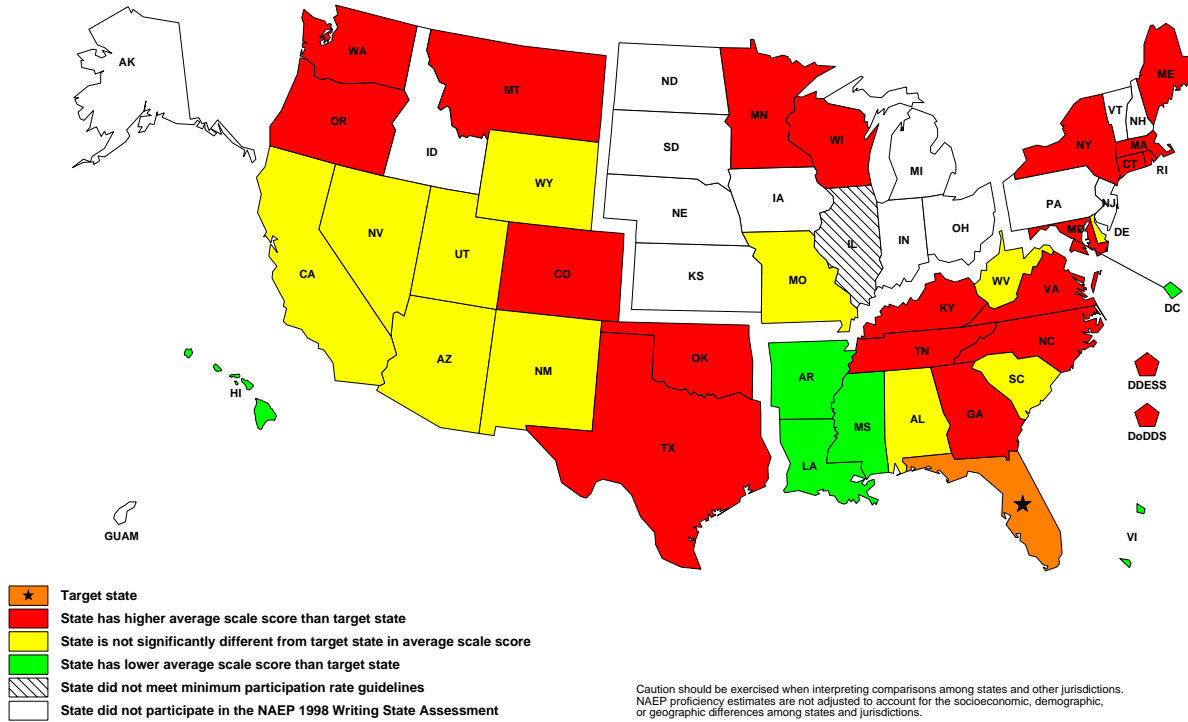 AK
WA
MT
ND
ME
OR
MN
VT
NH
ID
SD
WI
NY
MA
MI
CT
RI
WY
IA
PA
NJ
NE
OH
NV
IN
MD
DE
UT
IL
CA
CO
KS
MO
WV
VA
DC
KY
AZ
NM
OK
TN
NC
AR
SC
DDESS
HI
MS
AL
GA
TX
LA
DoDDS
GUAM
VI
Target state
State has higher average scale score than target state
State is not significantly different from target state in average scale score
State has lower average scale score than target state
State did not meet minimum participation rate guidelines
State did not participate in the NAEP 1998 Writing State Assessment
Caution should be exercised when interpreting comparisons among states and other jurisdictions.
NAEP proficiency estimates are not adjusted to account for the socioeconomic, demographic,
or geographic differences among states and jurisdictions.